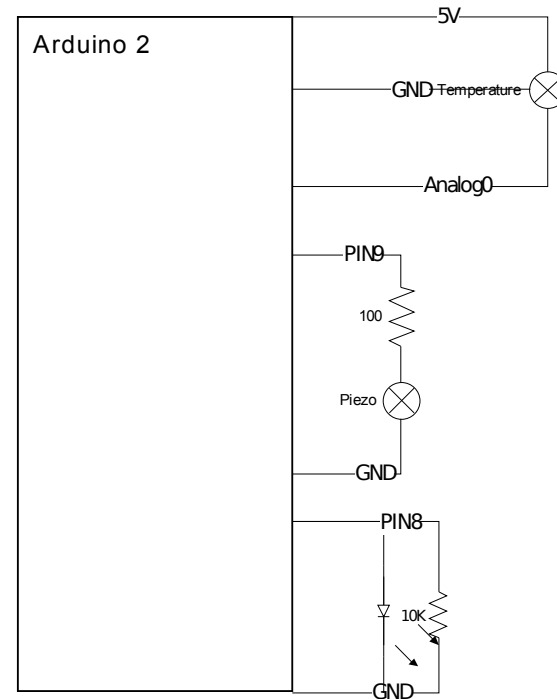 Arduino 2
5V
GND Temperature
Analog0
PIN9
100
Piezo
GND
PIN8
10K
GND